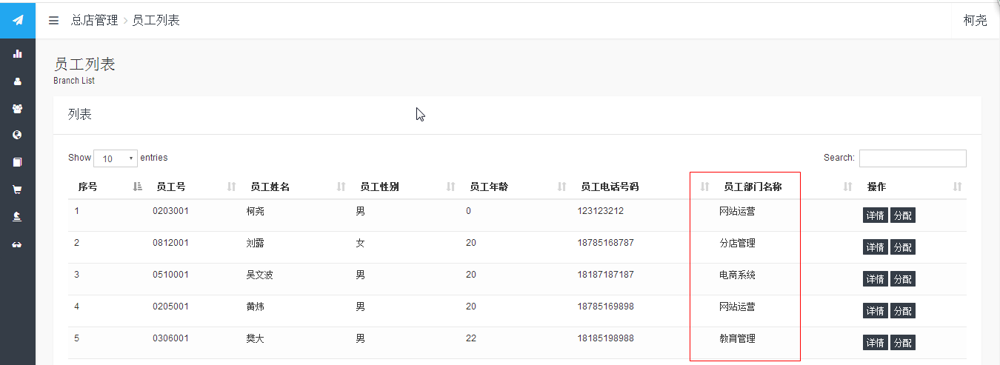 总店管理 > 员工列表 柯尧
员工列表
Branch List
列表
Show 10 entries Search:
序号 员工号 员工姓名 员工性别 员工年龄 员工电话号码 员工部门名称 操作
1 0203001 柯尧 男 0 123123212 网站运营 详情 分配
2 0812001 刘露 女 20 18785168787 分店管理 详情 分配
3 0510001 吴文波 男 20 18187187187 电商系统 详情 分配
4 0205001 黄炜 男 20 18785169898 网站运营 详情 分配
5 0306001 樊大 男 22 18185198988 教育管理 详情 分配